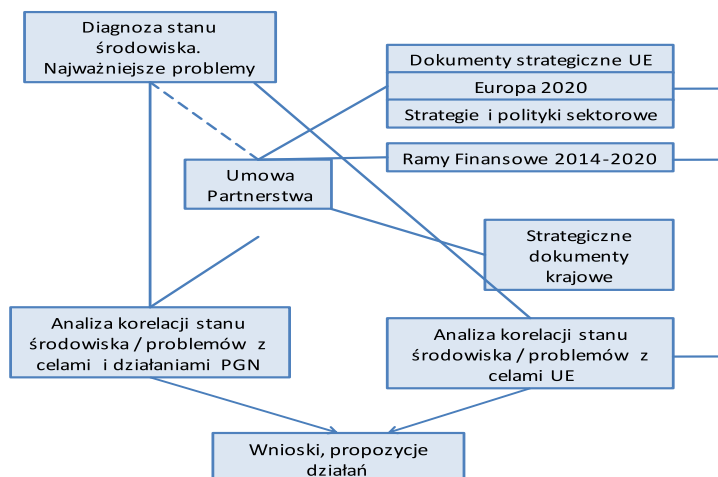 Diagnoza stanu
środowiska.
Najważniejsze problemy
Dokumenty strategiczne UE
Europa 2020
Strategie i polityki sektorowe
Ramy Finansowe 2014-2020
Umowa
Partnerstwa
Strategiczne
dokumenty
krajowe
Analiza korelacji stanu
środowiska / problemów z
celami i działaniami PGN
Analiza korelacji stanu
środowiska / problemów z
celami UE
Wnioski, propozycje
działań